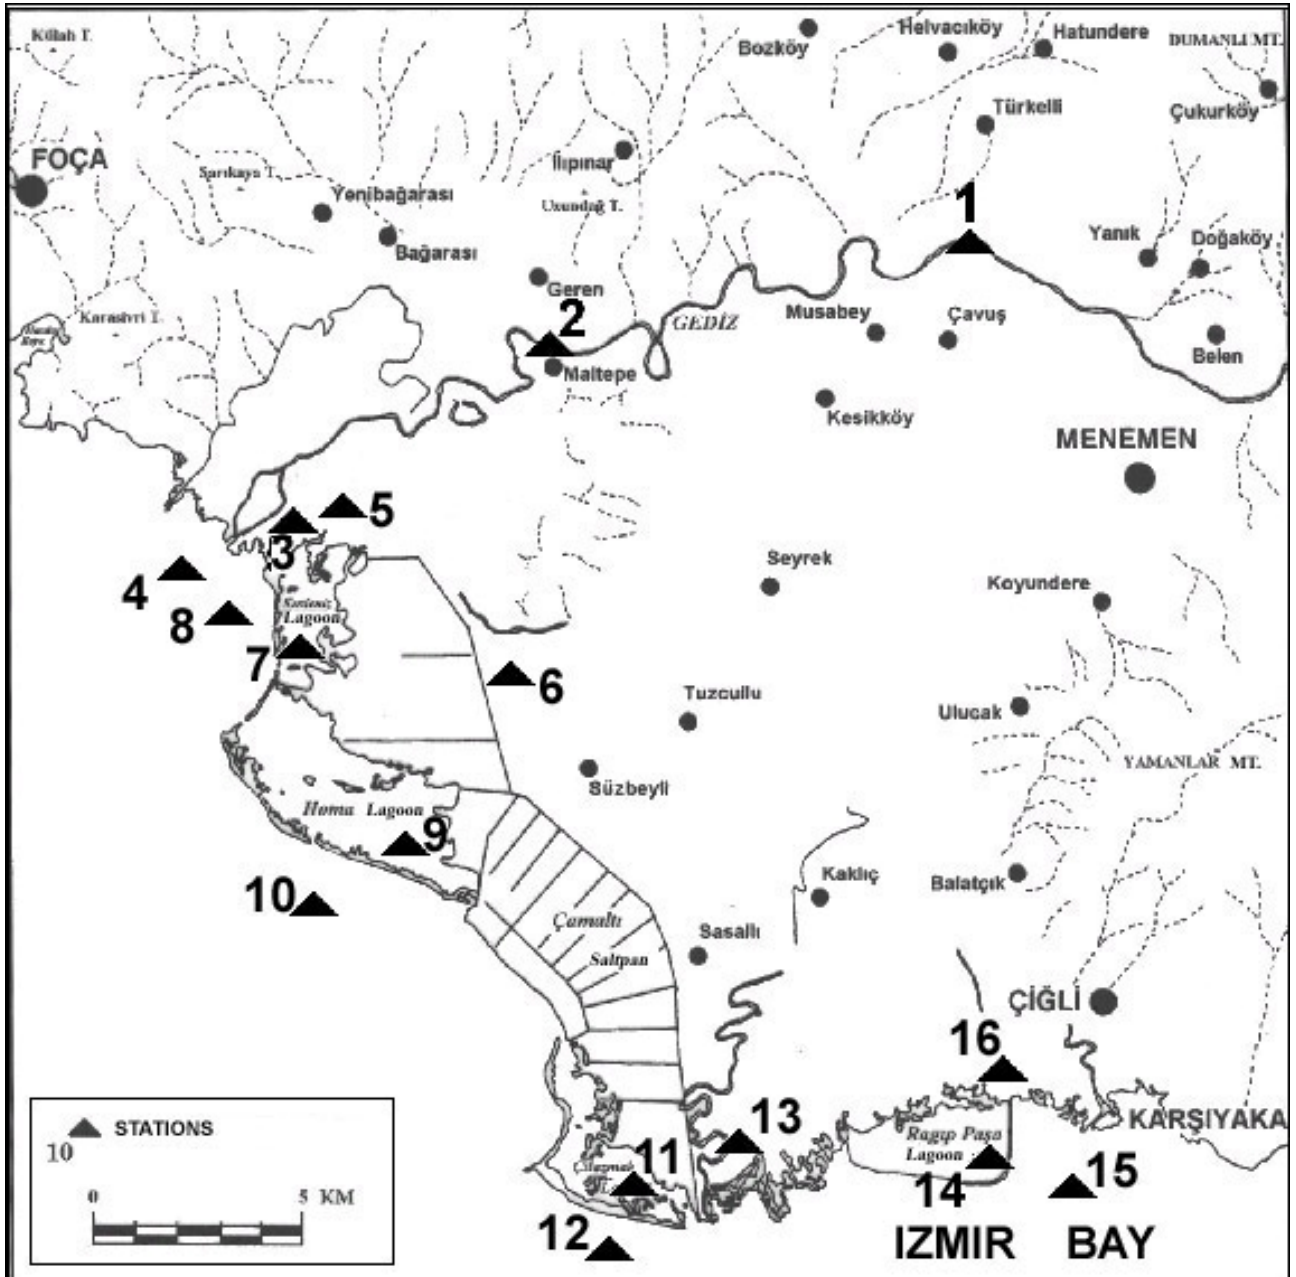 Killah T.
Bozköy
Helvacıköy
Hatundere
DUMANLI MT.
Çukurköy
Türkelli
FOÇA
Ilıpınar
Sarıkaya T.
Yenibağarası
Uzundağ T.
1
Bağarası
Yanık
Doğaköy
Geren
Karasivri T.
2
GEDİZ
Musabey
Çavuş
Belen
Maltepe
Kesikköy
MENEMEN
5
3
4
Seyrek
Koyundere
8
Lagoon
7
6
Tuzcullu
Ulucak
YAMANLAR MT.
Süzbeyli
Homa Lagoon
9
Kaklıç
Balatçık
10
Çamaltı
Sasallı
Saltpan
ÇİĞLİ
16
STATIONS
10
13
KARŞIYAKA
Ragıp Paşa
Lagoon
11
14
15
0 5 KM
12
IZMIR BAY